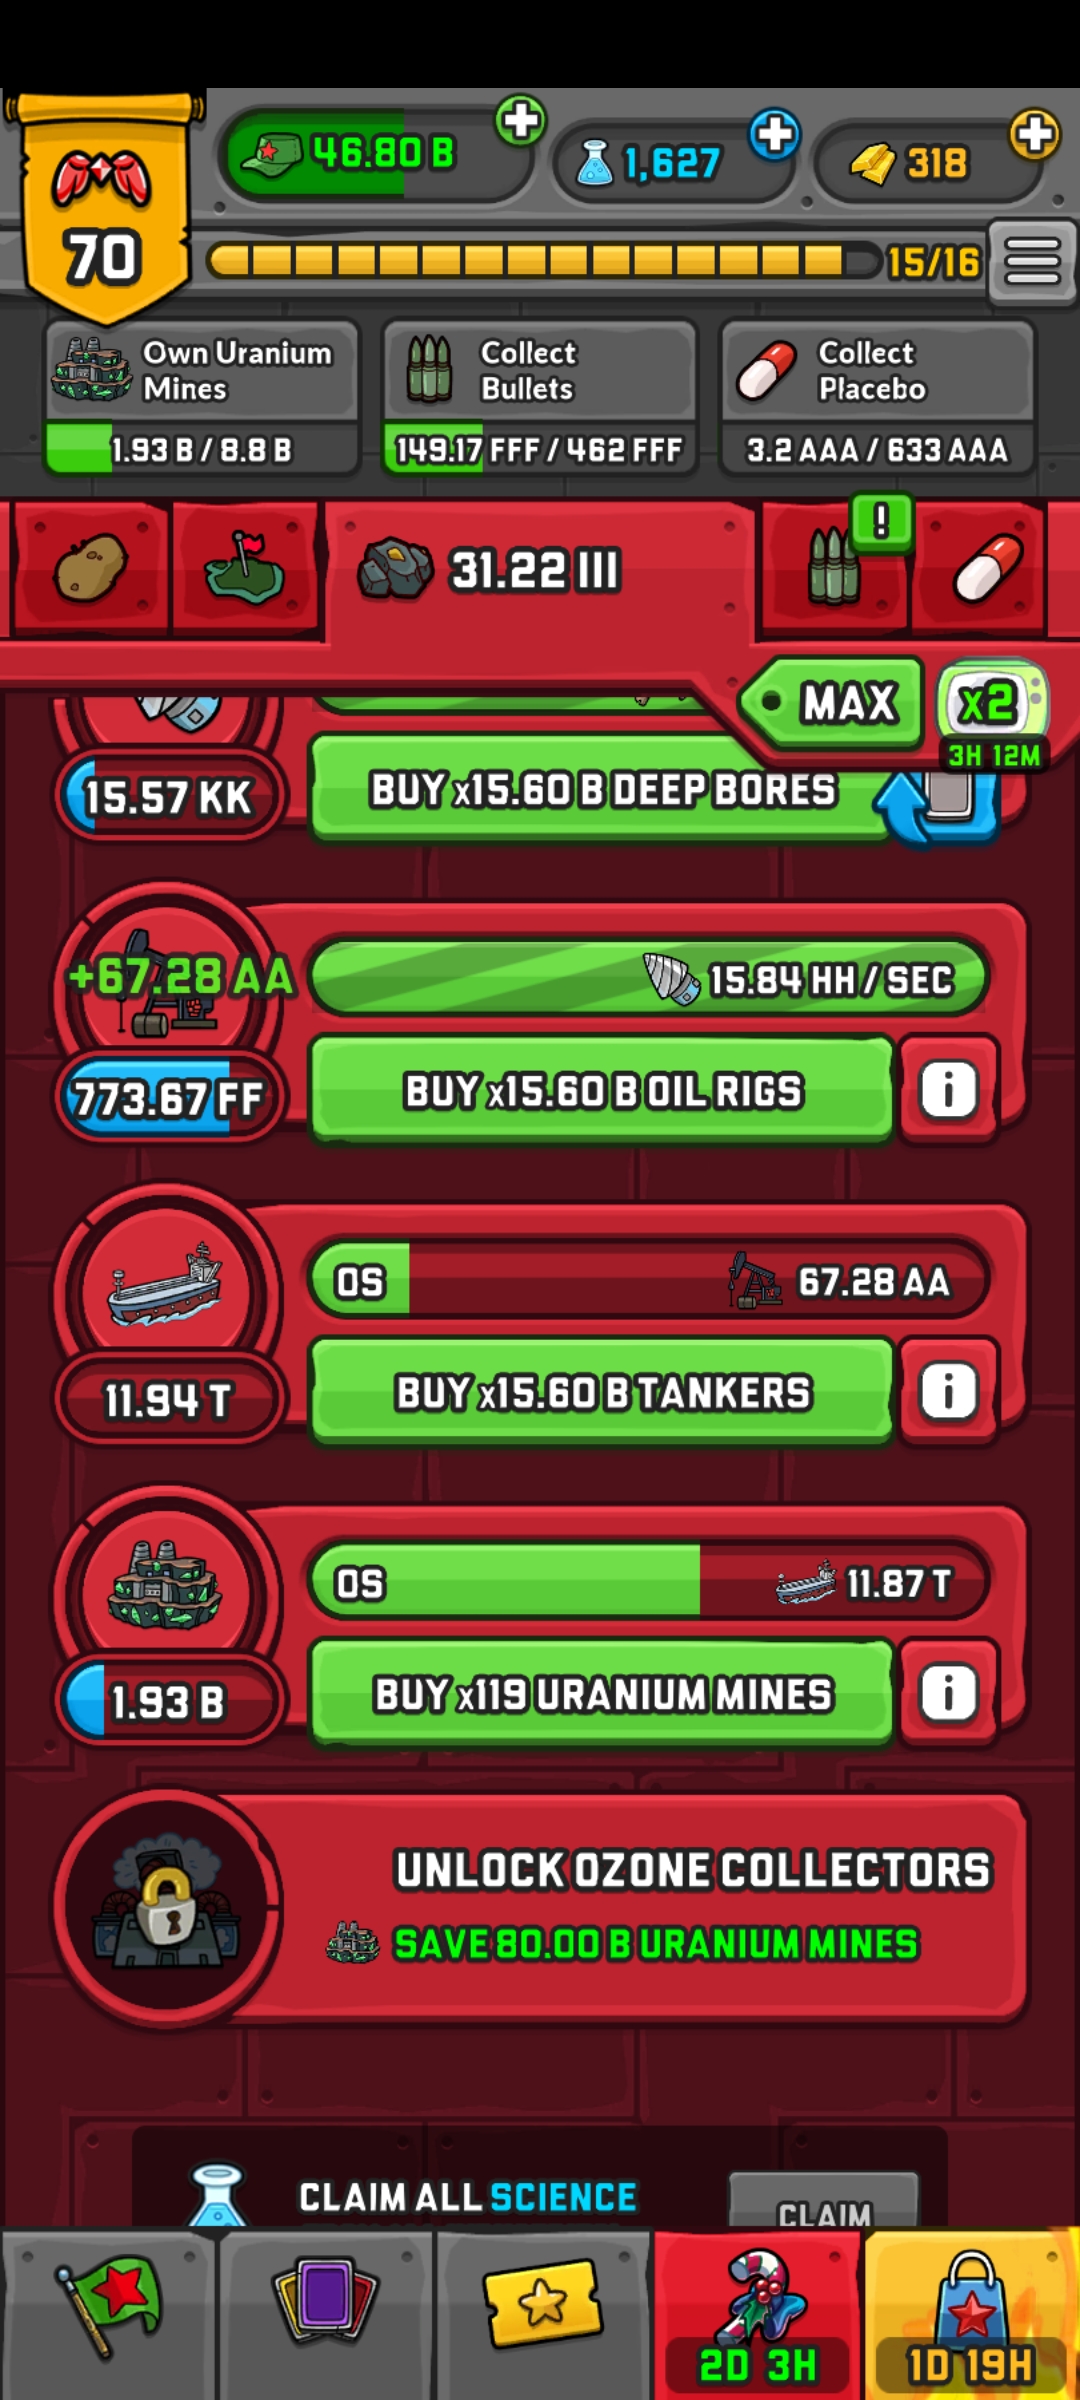 46.80 B
1,627
318
70
15/16
Own Uranium
Mines
1.93 B / 8.8 B
Collect
Bullets
149.17 FFF / 462 FFF
Collect
Placebo
3.2 AAA / 633 AAA
31.22 III
!
MAX
x2
3H 12M
15.57 KK
BUY x15.60 B DEEP BORES
+67.28 AA
15.84 HH / SEC
773.67 FF
BUY x15.60 B OIL RIGS
i
0S
67.28 AA
11.94 T
BUY x15.60 B TANKERS
i
0S
11.87 T
1.93 B
BUY x119 URANIUM MINES
i
UNLOCK OZONE COLLECTORS
SAVE 80.00 B URANIUM MINES
CLAIM ALL SCIENCE
CLAIM
2D 3H
1D 19H